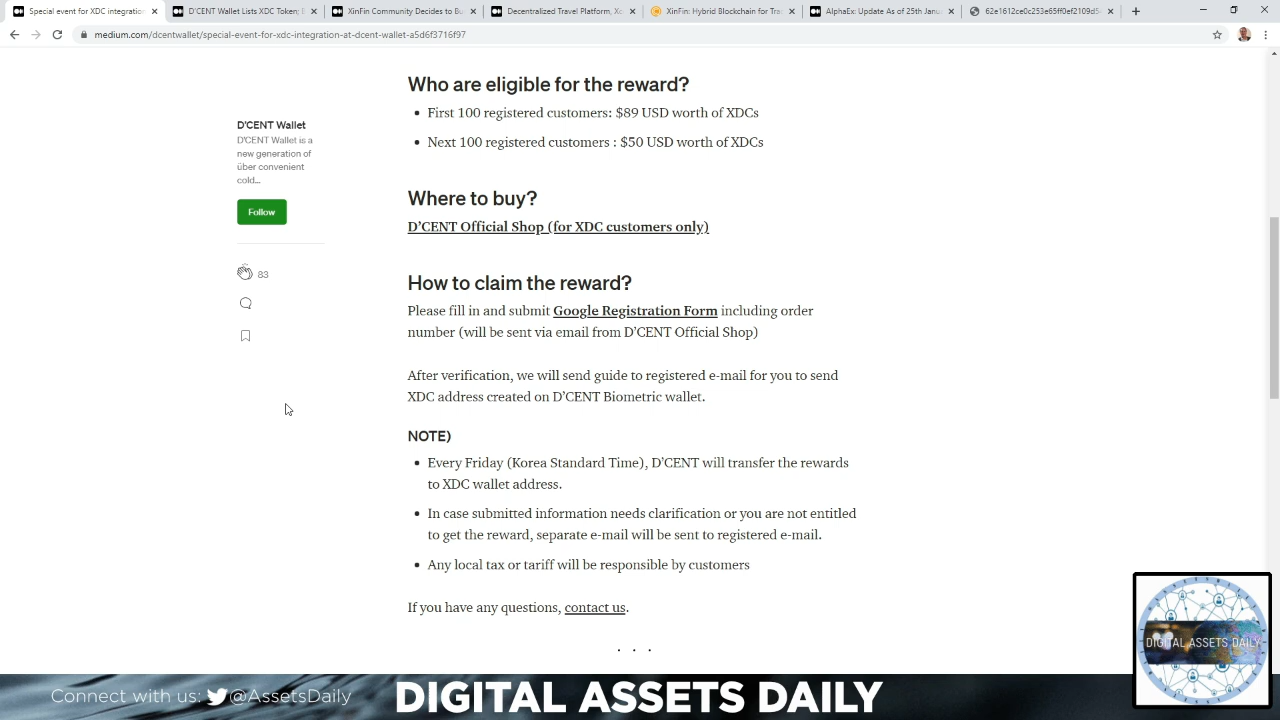 Special event for XDC integration
D'CENT Wallet Lists XDC Token; E
XinFin Community Decides to Bu
Decentralized Travel Platform, Xc
XinFin: Hybrid Blockchain for Tra
AlphaEx: Update As of 25th Janu
62e1612ce0c253e65ff0ef2109d5
medium.com/dcentwallet/special-event-for-xdc-integration-at-dcent-wallet-a5d6f3716f97
Who are eligible for the reward?
First 100 registered customers: $89 USD worth of XDCs
Next 100 registered customers : $50 USD worth of XDCs
D'CENT Wallet
D'CENT Wallet is a
new generation of
über convenient
cold...
Follow
83
Where to buy?
D’CENT Official Shop (for XDC customers only)
How to claim the reward?
Please fill in and submit Google Registration Form including order
number (will be sent via email from D’CENT Official Shop)
After verification, we will send guide to registered e-mail for you to send
XDC address created on D’CENT Biometric wallet.
NOTE)
Every Friday (Korea Standard Time), D’CENT will transfer the rewards
to XDC wallet address.
In case submitted information needs clarification or you are not entitled
to get the reward, separate e-mail will be sent to registered e-mail.
Any local tax or tariff will be responsible by customers
If you have any questions, contact us.
. . .
DIGITAL ASSETS DAILY
Connect with us: @AssetsDaily
DIGITAL ASSETS DAILY